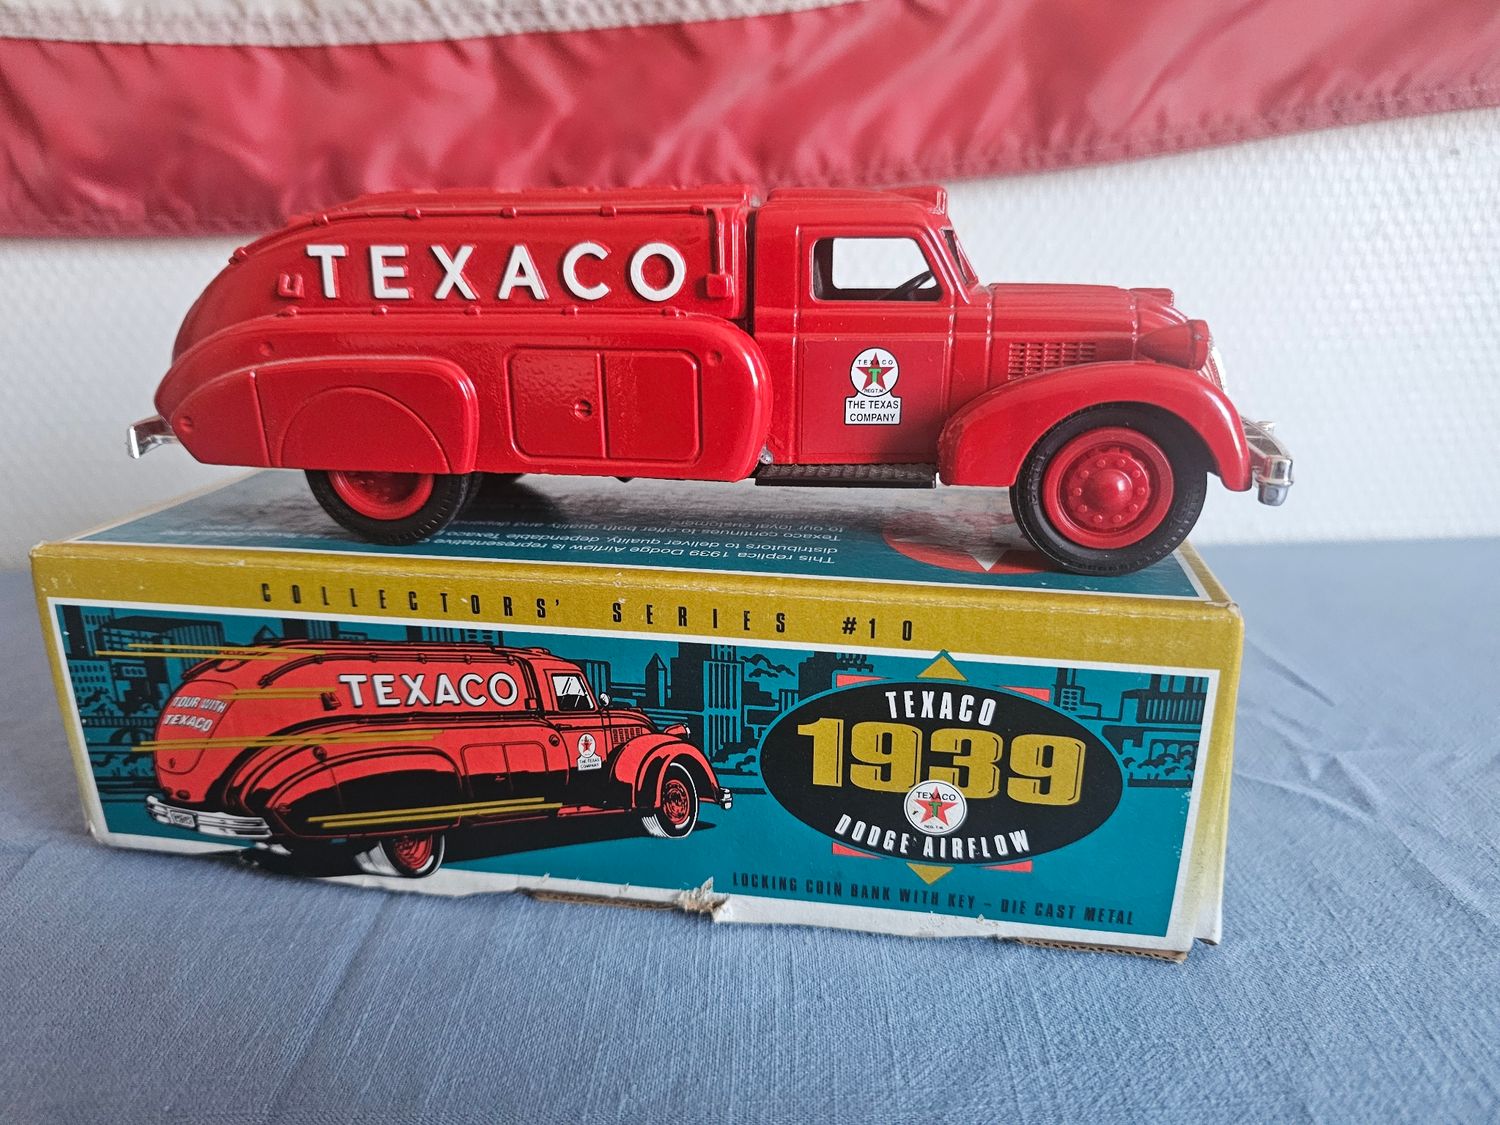 TEXACO
TEXACO
T
REG.T.M.
THE TEXAS
COMPANY
This replica 1939 Dodge Airflow is representative
distributors to deliver quality, dependable Texaco
Texaco continues to offer both quality and
to our loyal customers
COLLECTORS' SERIES #10
TOUR WITH
TEXACO
TEXACO
THE TEXAS
COMPANY
TEXACO
1939
TEXACO
T
REG. T.M.
DODGE AIRFLOW
LOCKING COIN BANK WITH KEY - DIE CAST METAL